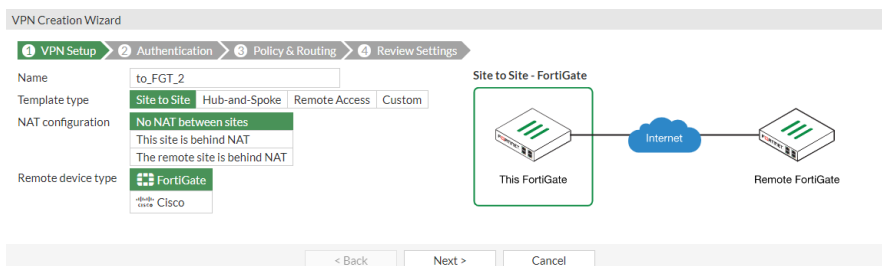 VPN Creation Wizard
1 VPN Setup 2 Authentication 3 Policy & Routing 4 Review Settings
Name to_FGT_2
Template type Site to Site Hub-and-Spoke Remote Access Custom
NAT configuration No NAT between sites
This site is behind NAT
The remote site is behind NAT
Remote device type FortiGate
CISCO Cisco
Site to Site - FortiGate
FORTINET
Internet
FORTINET
This FortiGate
Remote FortiGate
< Back Next > Cancel